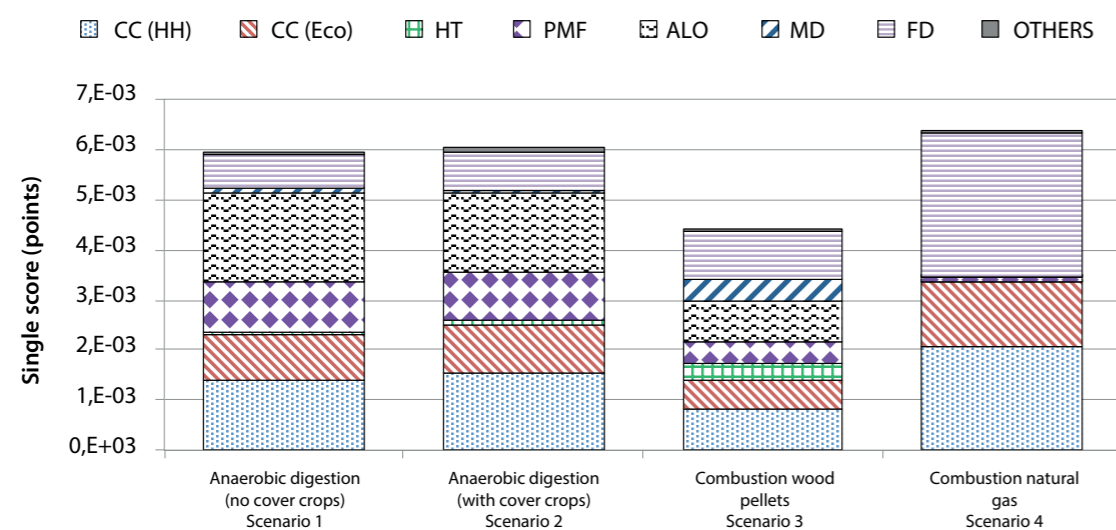 CC (HH) CC (Eco) HT PMF ALO MD FD OTHERS
Single score (points)
7,E-03
6,E-03
5,E-03
4,E-03
3,E-03
2,E-03
1,E-03
0,E+03
Anaerobic digestion
(no cover crops)
Scenario 1
Anaerobic digestion
(with cover crops)
Scenario 2
Combustion wood
pellets
Scenario 3
Combustion natural
gas
Scenario 4